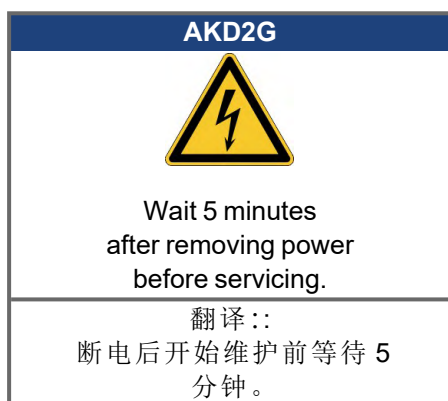 AKD2G
Wait 5 minutes
after removing power
before servicing.
翻译::
断电后开始维护前等待 5
分钟。